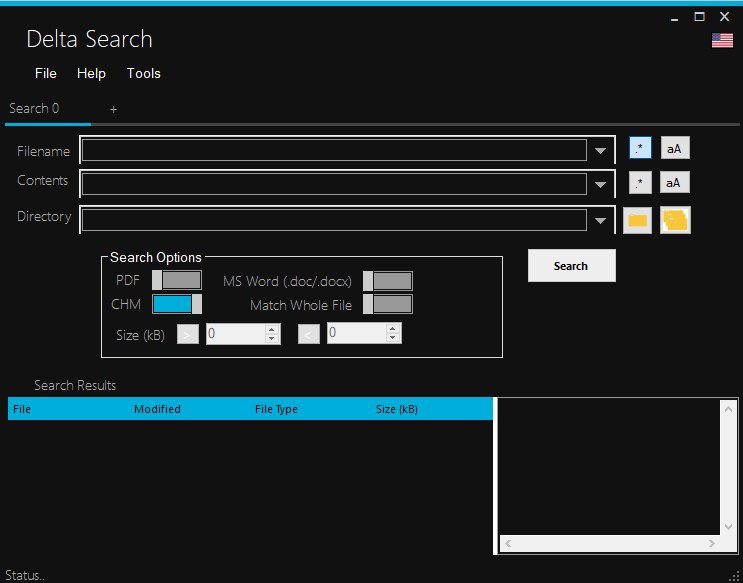 Delta Search
File Help Tools
Search 0 +
Filename .* aA
Contents .* aA
Directory
Search Options
PDF MS Word (.doc/.docx)
Search
CHM Match Whole File
Size (kB) > 0 < 0
Search Results
File Modified File Type Size (kB)
Status..